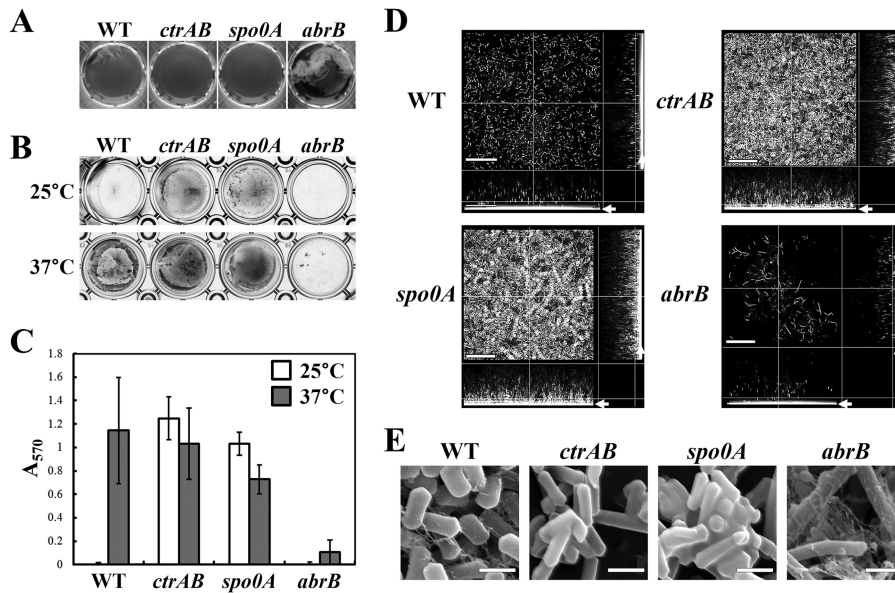 A
WT ctrAB spo0A abrB
B
WT ctrAB spo0A abrB
25°C
37°C
C
1.8
1.6
1.4
1.2
1
0.8
0.6
0.4
0.2
0
A570
25°C
37°C
WT ctrAB spo0A abrB
D
WT
ctrAB
spo0A
abrB
E
WT ctrAB spo0A abrB